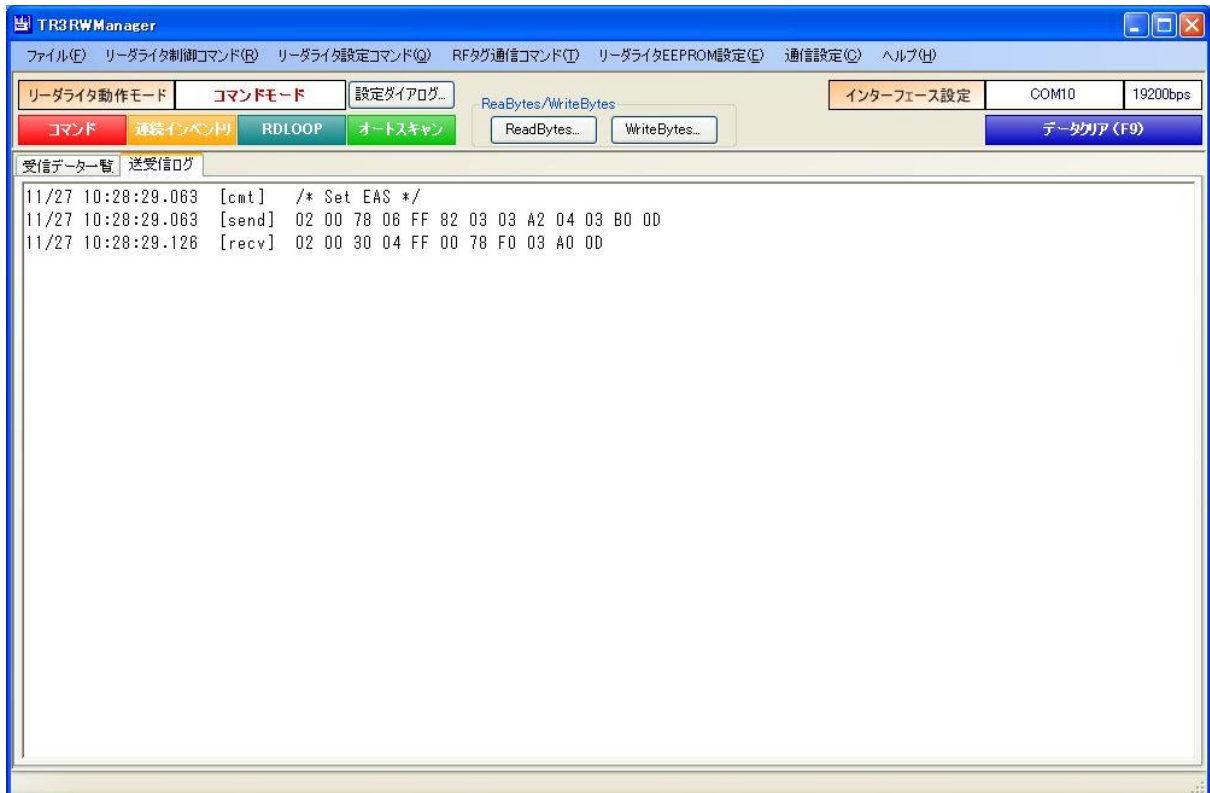 TR3RWManager
ファイル(F) リーダライタ制御コマンド(R) リーダライタ設定コマンド(Q) RFタグ通信コマンド(T) リーダライタEEPROM設定(E) 通信設定(C) ヘルプ(H)
リーダライタ動作モード コマンドモード 設定ダイアログ... ReaBytes/WriteBytes インターフェース設定 COM10 19200bps
コマンド 連続インベントリ RDLOOP オートスキャン ReadBytes... WriteBytes... データクリア(F9)
受信データ一覧 送受信ログ
11/27 10:28:29.063 [cmt] /* Set EAS */
11/27 10:28:29.063 [send] 02 00 78 06 FF 82 03 03 A2 04 03 B0 0D
11/27 10:28:29.126 [recv] 02 00 30 04 FF 00 78 F0 03 A0 0D